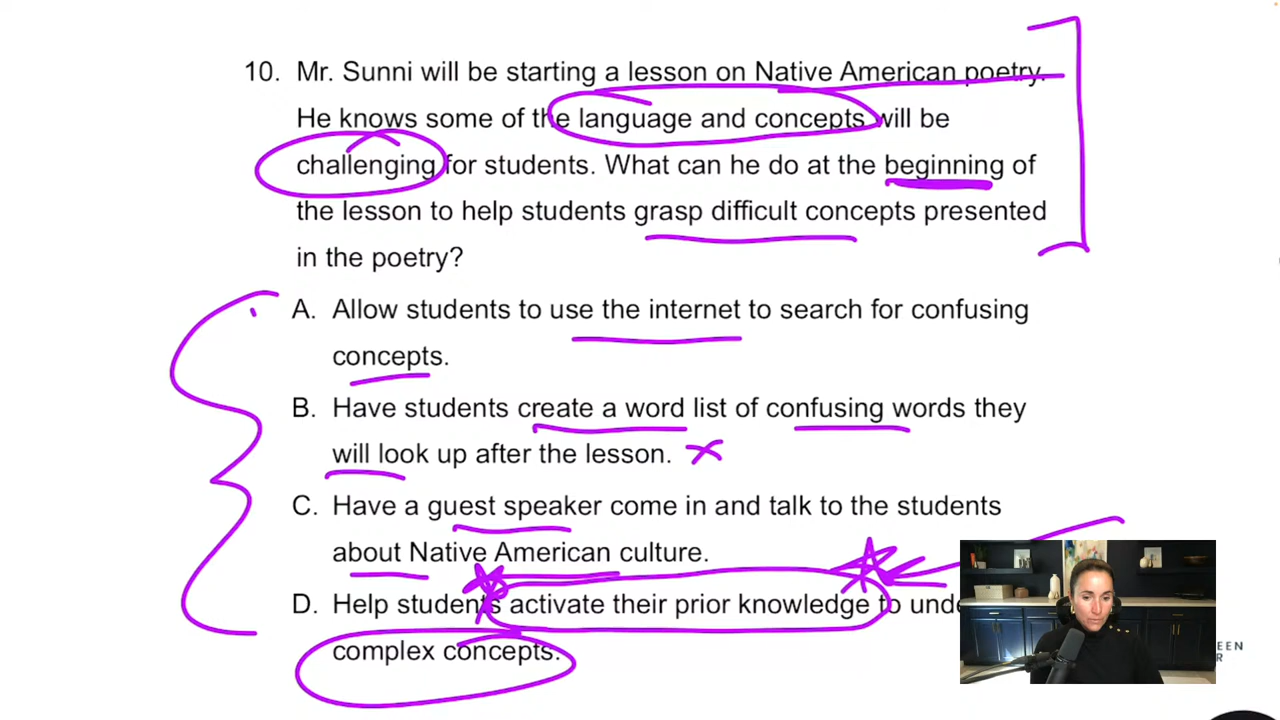 10. Mr. Sunni will be starting a lesson on Native American poetry.
He knows some of the language and concepts will be
challenging for students. What can he do at the beginning of
the lesson to help students grasp difficult concepts presented
in the poetry?
A. Allow students to use the internet to search for confusing
concepts.
B. Have students create a word list of confusing words they
will look up after the lesson.
C. Have a guest speaker come in and talk to the students
about Native American culture.
D. Help students activate their prior knowledge to
complex concepts.